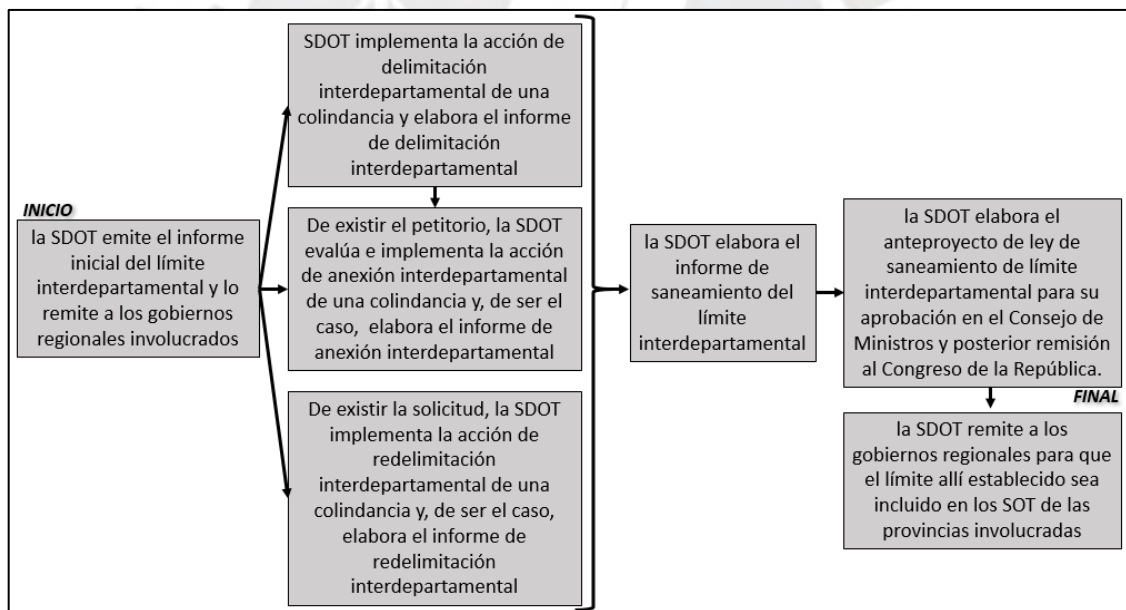 INICIO
la SDOT emite el informe
inicial del límite
interdepartamental y lo
remite a los gobiernos
regionales involucrados
SDOT implementa la acción de
delimitación
interdepartamental de una
colindancia y elabora el informe
de delimitación
interdepartamental
De existir el petitorio, la SDOT
evalúa e implementa la acción
de anexión interdepartamental
de una colindancia y, de ser el
caso, elabora el informe de
anexión interdepartamental
De existir la solicitud, la SDOT
implementa la acción de
redelimitación
interdepartamental de una
colindancia y, de ser el caso,
elabora el informe de
redelimitación
interdepartamental
la SDOT elabora el
informe de
saneamiento del
límite
interdepartamental
la SDOT elabora el
anteproyecto de ley de
saneamiento de límite
interdepartamental para su
aprobación en el Consejo de
Ministros y posterior remisión
al Congreso de la República.
FINAL
la SDOT remite a los
gobiernos regionales para que
el límite allí establecido sea
incluido en los SOT de las
provincias involucradas